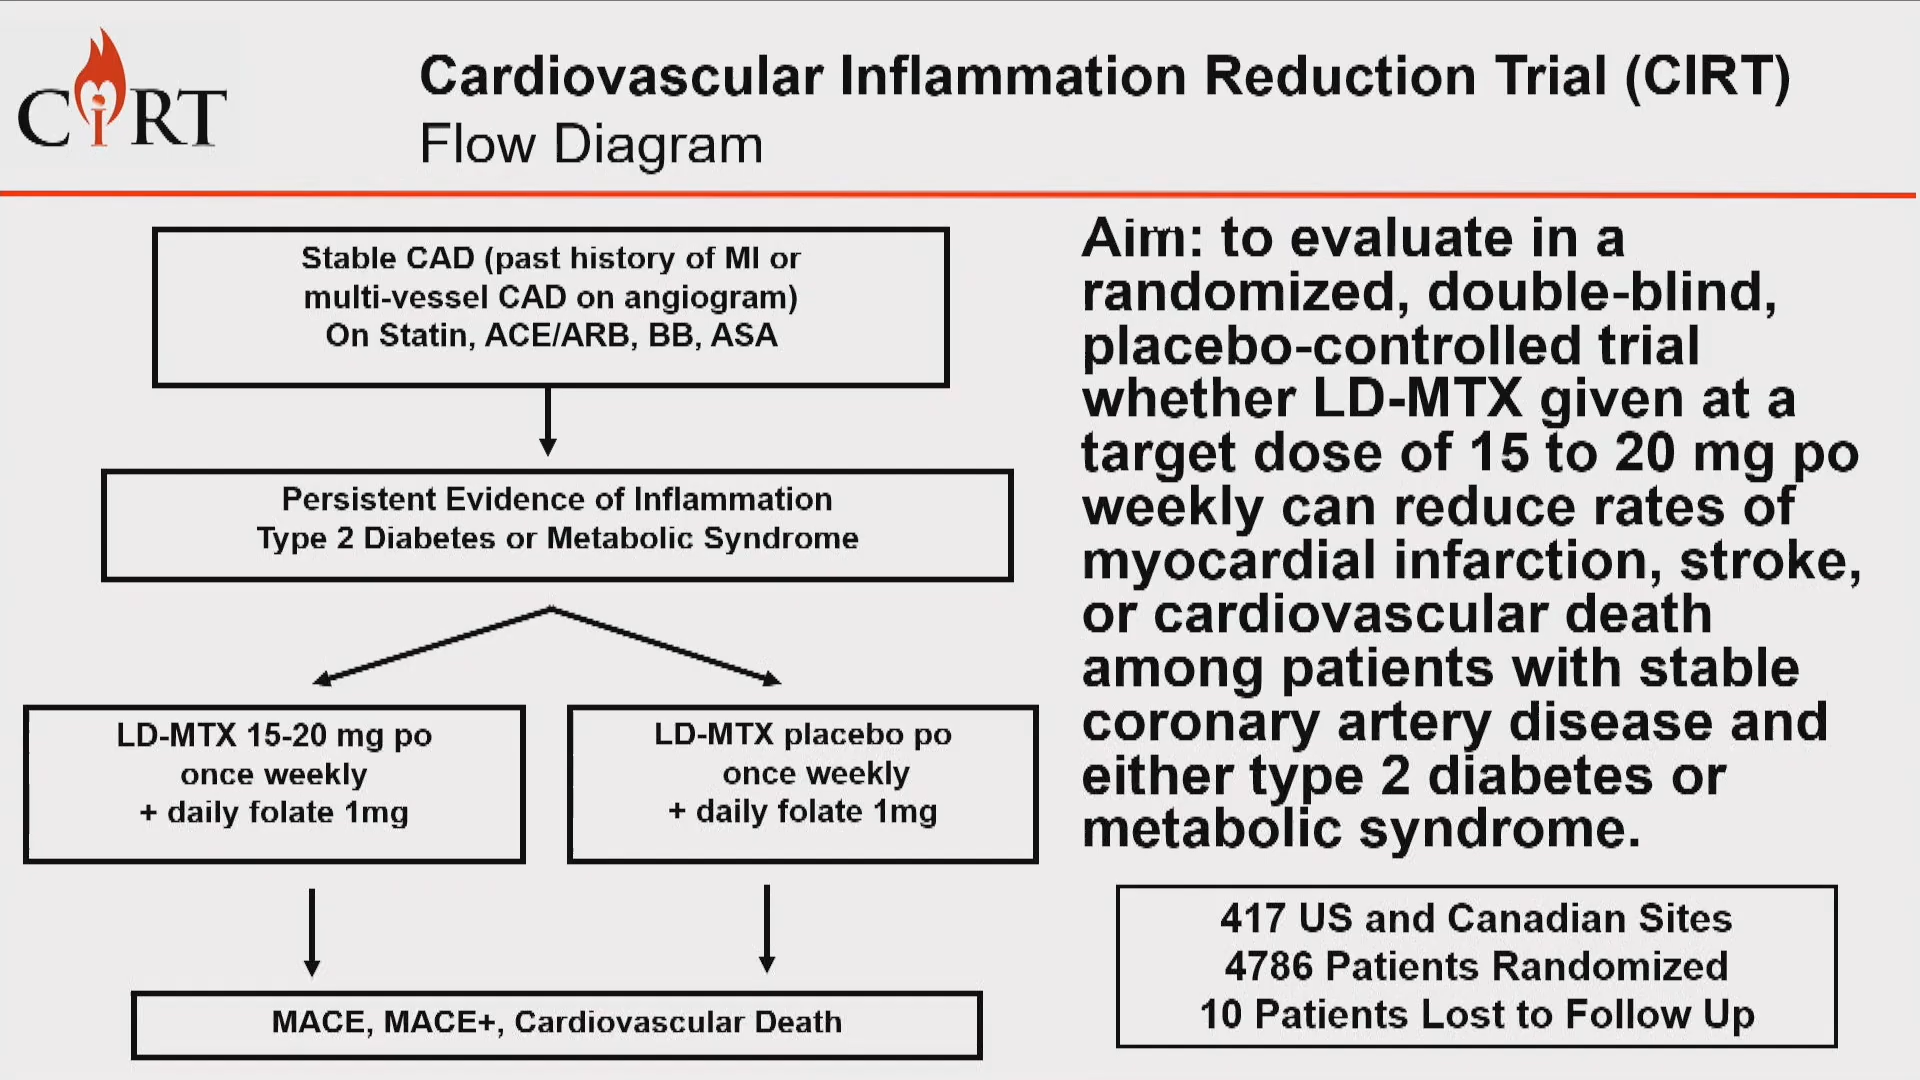 CiRT
Cardiovascular Inflammation Reduction Trial (CIRT)
Flow Diagram
Stable CAD (past history of MI or
multi-vessel CAD on angiogram)
On Statin, ACE/ARB, BB, ASA
Persistent Evidence of Inflammation
Type 2 Diabetes or Metabolic Syndrome
LD-MTX 15-20 mg po
once weekly
+ daily folate 1mg
LD-MTX placebo po
once weekly
+ daily folate 1mg
MACE, MACE+, Cardiovascular Death
Aim: to evaluate in a
randomized, double-blind,
placebo-controlled trial
whether LD-MTX given at a
target dose of 15 to 20 mg po
weekly can reduce rates of
myocardial infarction, stroke,
or cardiovascular death
among patients with stable
coronary artery disease and
either type 2 diabetes or
metabolic syndrome.
417 US and Canadian Sites
4786 Patients Randomized
10 Patients Lost to Follow Up